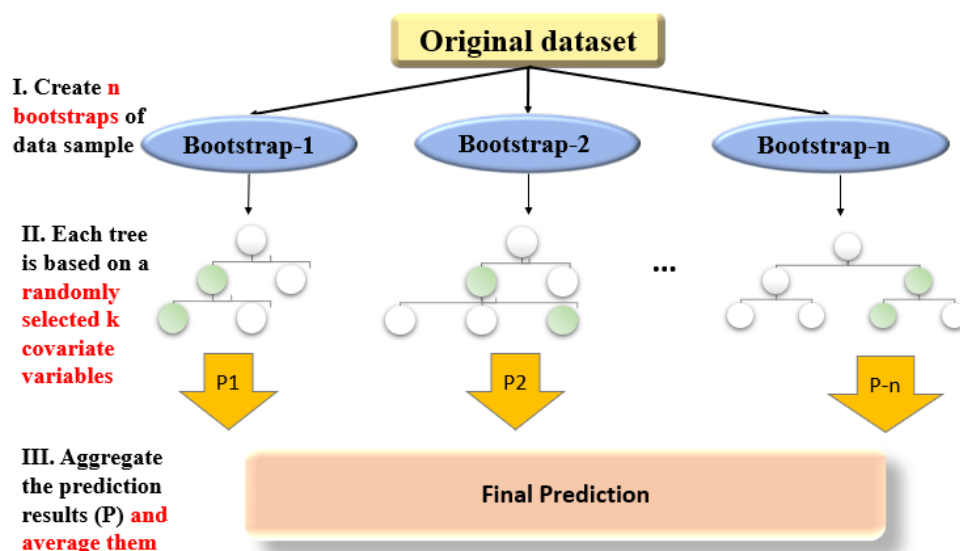 Original dataset
I. Create n
bootstraps of
data sample
Bootstrap-1
Bootstrap-2
Bootstrap-n
II. Each tree
is based on a
randomly
selected k
covariate
variables
...
P1
P2
P-n
III. Aggregate
the prediction
results (P) and
average them
Final Prediction